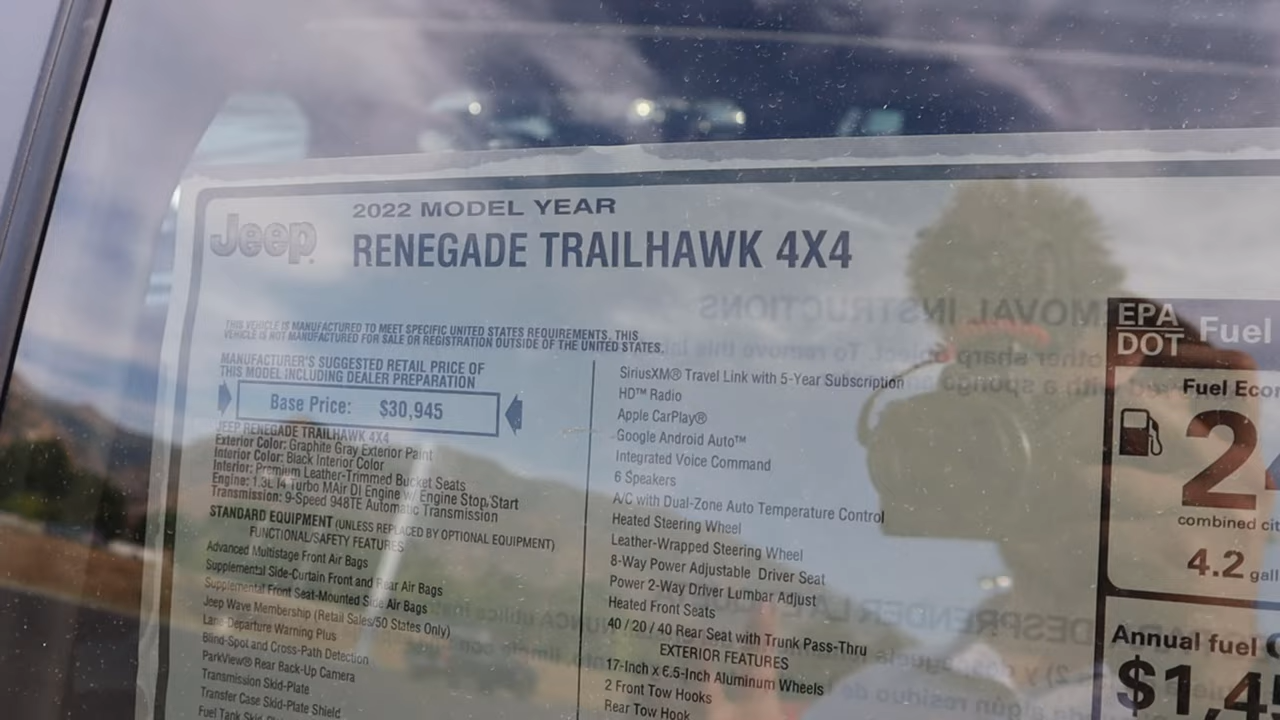 Jeep
2022 MODEL YEAR
RENEGADE TRAILHAWK 4X4
THIS VEHICLE IS MANUFACTURED TO MEET SPECIFIC UNITED STATES REQUIREMENTS. THIS
VEHICLE IS NOT MANUFACTURED FOR SALE OR REGISTRATION OUTSIDE OF THE UNITED STATES.
MANUFACTURER'S SUGGESTED RETAIL PRICE OF
THIS MODEL INCLUDING DEALER PREPARATION
Base Price: $30,945
JEEP RENEGADE TRAILHAWK 4X4
Exterior Color: Graphite Gray Exterior Paint
Interior Color: Black Interior Color
Interior: Premium Leather-Trimmed Bucket Seats
Engine: 1.3L I4 Turbo MAir DI Engine w/ Engine Stop/Start
Transmission: 9-Speed 948TE Automatic Transmission
STANDARD EQUIPMENT (UNLESS REPLACED BY OPTIONAL EQUIPMENT)
FUNCTIONAL/SAFETY FEATURES
Advanced Multistage Front Air Bags
Supplemental Side-Curtain Front and Rear Air Bags
Supplemental Front Seat-Mounted Side Air Bags
Jeep Wave Membership (Retail Sales/50 States Only)
Lane-Departure Warning Plus
Blind-Spot and Cross-Path Detection
ParkView® Rear Back-Up Camera
Transmission Skid-Plate
Transfer Case Skid-Plate Shield
Fuel Tank
SiriusXM® Travel Link with 5-Year Subscription
HD™ Radio
Apple CarPlay®
Google Android Auto™
Integrated Voice Command
6 Speakers
A/C with Dual-Zone Auto Temperature Control
Heated Steering Wheel
Leather-Wrapped Steering Wheel
8-Way Power Adjustable Driver Seat
Power 2-Way Driver Lumbar Adjust
Heated Front Seats
40 / 20 / 40 Rear Seat with Trunk Pass-Thru
EXTERIOR FEATURES
17-Inch x 6.5-Inch Aluminum Wheels
2 Front Tow Hooks
Rear Tow Hook
EPA
DOT
Fuel
Fuel
2
combined
4.2
Annual fuel
$1,4